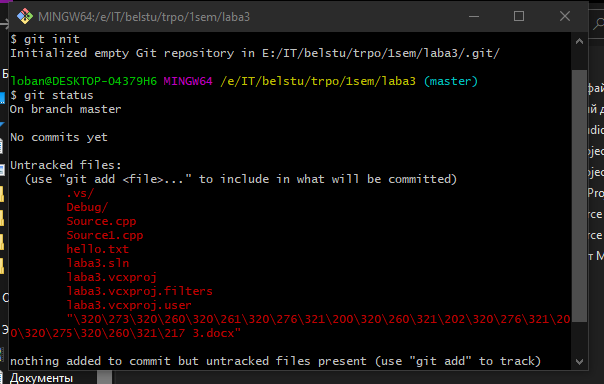 MINGW64:/e/IT/belstu/trpo/1sem/laba3
$ git init
Initialized empty Git repository in E:/IT/belstu/trpo/1sem/laba3/.git/
loban@DESKTOP-O4379H6 MINGW64 /e/IT/belstu/trpo/1sem/laba3 (master)
$ git status
On branch master
No commits yet
Untracked files:
(use "git add <file>..." to include in what will be committed)
.vs/
Debug/
Source.cpp
Source1.cpp
hello.txt
laba3.sln
laba3.vcxproj
laba3.vcxproj.filters
laba3.vcxproj.user
"\320\273\320\260\320\261\320\276\321\200\320\260\321\202\320\276\321\20
0\320\275\320\260\321\217 3.docx"
nothing added to commit but untracked files present (use "git add" to track)
Документы